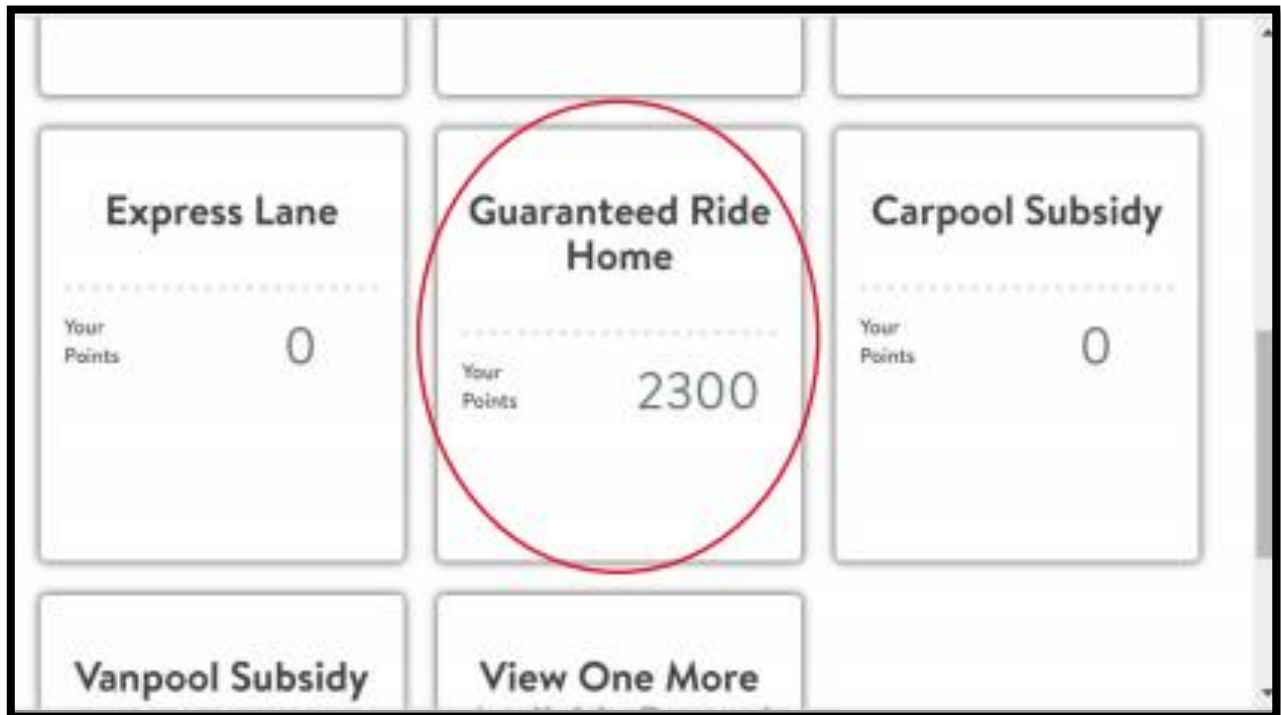 Express Lane
Your
Points
0
Guaranteed Ride
Home
Your
Points
2300
Carpool Subsidy
Your
Points
0
Vanpool Subsidy
View One More